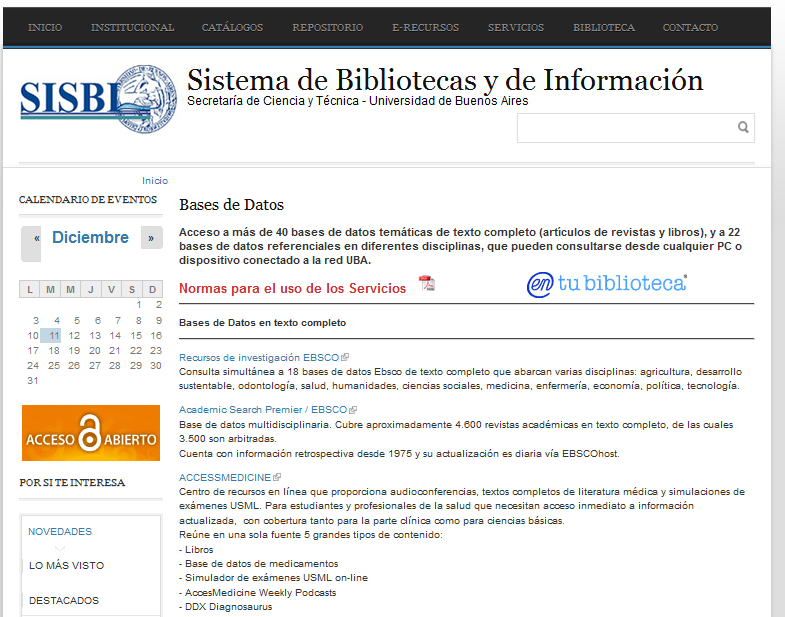 INICIO INSTITUCIONAL CATÁLOGOS REPOSITORIO E-RECURSOS SERVICIOS BIBLIOTECA CONTACTO
SISBI
Sistema de Bibliotecas y de Información
Secretaría de Ciencia y Técnica - Universidad de Buenos Aires
Inicio
CALENDARIO DE EVENTOS
« Diciembre »
L M M J V S D
1 2
3 4 5 6 7 8 9
10 11 12 13 14 15 16
17 18 19 20 21 22 23
24 25 26 27 28 29 30
31
ACCESO ABIERTO
POR SI TE INTERESA
NOVEDADES
LO MÁS VISTO
DESTACADOS
Bases de Datos
Acceso a más de 40 bases de datos temáticas de texto completo (artículos de revistas y libros), y a 22
bases de datos referenciales en diferentes disciplinas, que pueden consultarse desde cualquier PC o
dispositivo conectado a la red UBA.
Normas para el uso de los Servicios
en tu biblioteca
Bases de Datos en texto completo
Recursos de investigación EBSCO
Consulta simultánea a 18 bases de datos Ebsco de texto completo que abarcan varias disciplinas: agricultura, desarrollo
sustentable, odontología, salud, humanidades, ciencias sociales, medicina, enfermería, economía, política, tecnología.
Academic Search Premier / EBSCO
Base de datos multidisciplinaria. Cubre aproximadamente 4.600 revistas académicas en texto completo, de las cuales
3.500 son arbitradas.
Cuenta con información retrospectiva desde 1975 y su actualización es diaria vía EBSCOhost.
ACCESSMEDICINE
Centro de recursos en línea que proporciona audioconferencias, textos completos de literatura médica y simulaciones de
exámenes USML. Para estudiantes y profesionales de la salud que necesitan acceso inmediato a información
actualizada, con cobertura tanto para la parte clínica como para ciencias básicas.
Reúne en una sola fuente 5 grandes tipos de contenido:
- Libros
- Base de datos de medicamentos
- Simulador de exámenes USML on-line
- AccesMedicine Weekly Podcasts
- DDX Diagnosaurus